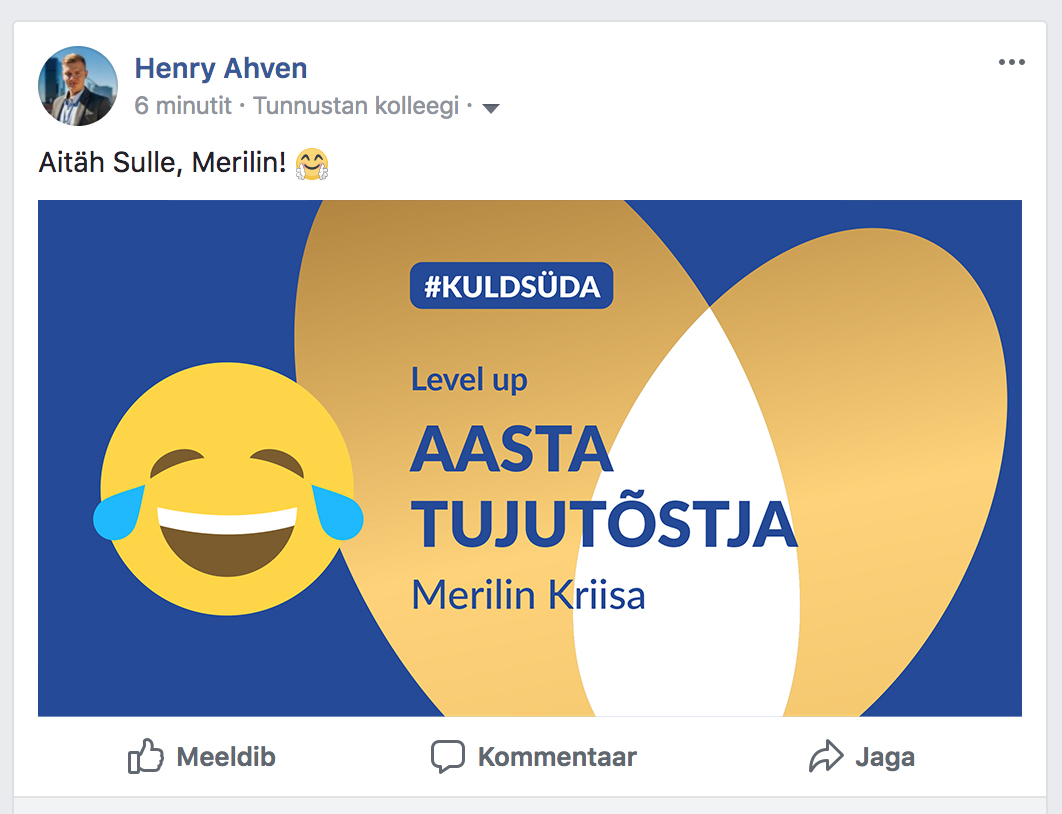 Henry Ahven
6 minutit · Tunnustan kolleegi ·
Aitäh Sulle, Merilin! 🤗
#KULDSÜDA
Level up
AASTA
TUJUTÕSTJA
Merilin Kriisa
Meeldib
Kommentaar
Jaga